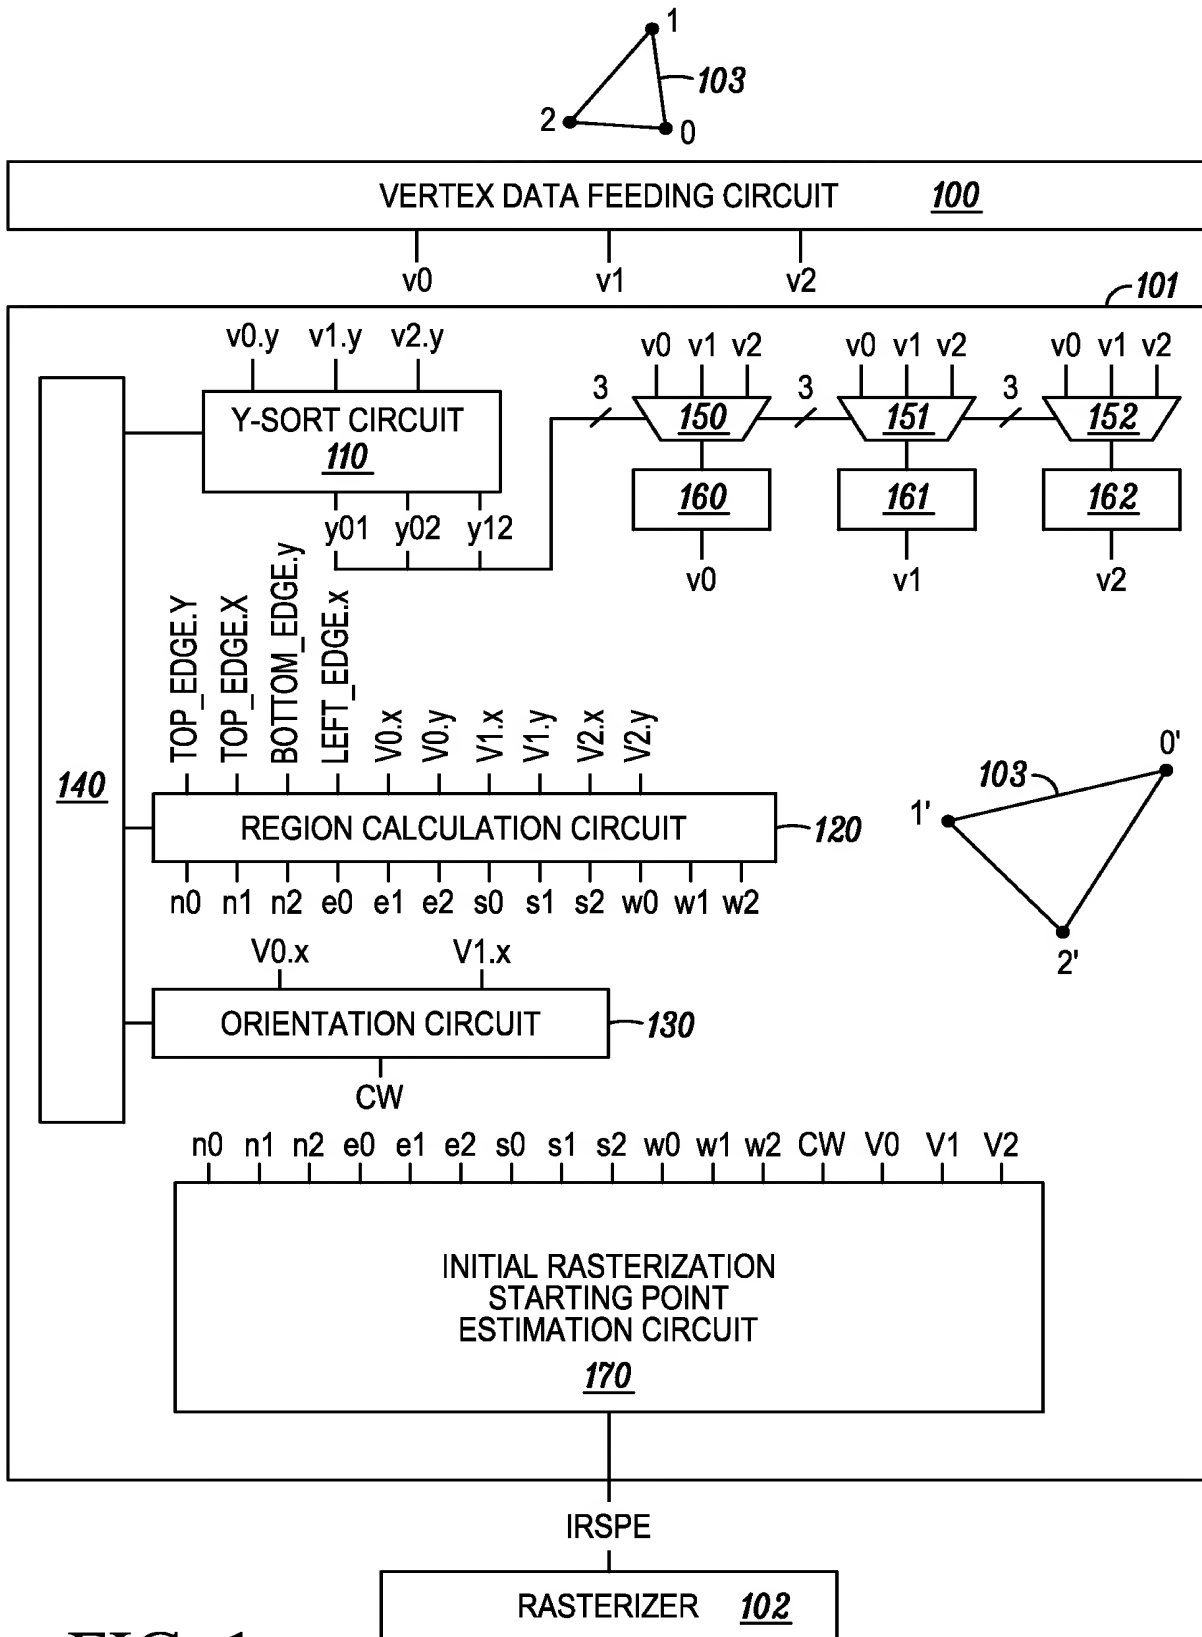 1
103
2
0
VERTEX DATA FEEDING CIRCUIT 100
v0 v1 v2
101
v0.y v1.y v2.y
v0 v1 v2 v0 v1 v2 v0 v1 v2
3 3 3
Y-SORT CIRCUIT
110
150 151 152
160 161 162
y01 y02 y12
v0 v1 v2
TOP_EDGE.Y
TOP_EDGE.X
BOTTOM_EDGE.y
LEFT_EDGE.x
V0.x
V0.y
V1.x
V1.y
V2.x
V2.y
140
REGION CALCULATION CIRCUIT 120
n0 n1 n2 e0 e1 e2 s0 s1 s2 w0 w1 w2
0'
103
1'
2'
V0.x V1.x
ORIENTATION CIRCUIT 130
CW
n0 n1 n2 e0 e1 e2 s0 s1 s2 w0 w1 w2 CW V0 V1 V2
INITIAL RASTERIZATION
STARTING POINT
ESTIMATION CIRCUIT
170
IRSPE
RASTERIZER 102